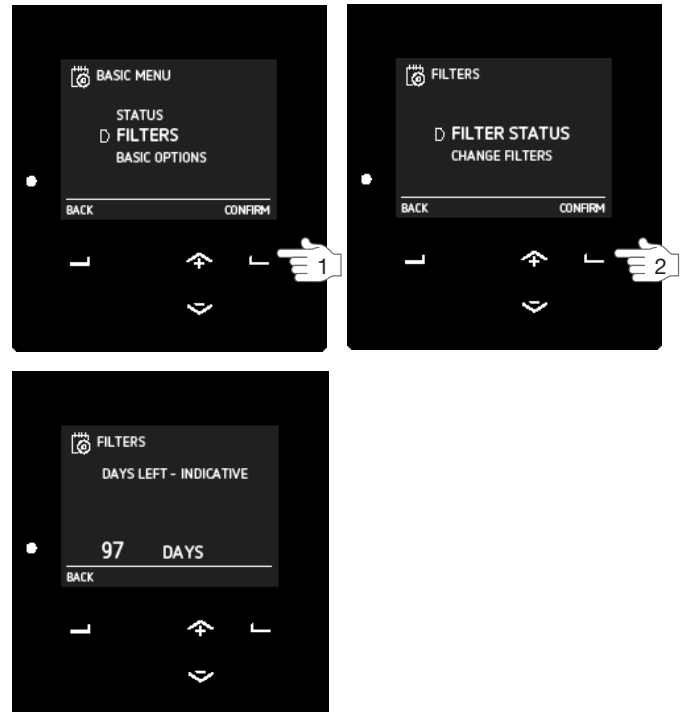 BASIC MENU
STATUS
FILTERS
BASIC OPTIONS
BACK CONFIRM
1
FILTERS
FILTER STATUS
CHANGE FILTERS
BACK CONFIRM
2
FILTERS
DAYS LEFT - INDICATIVE
97 DAYS
BACK